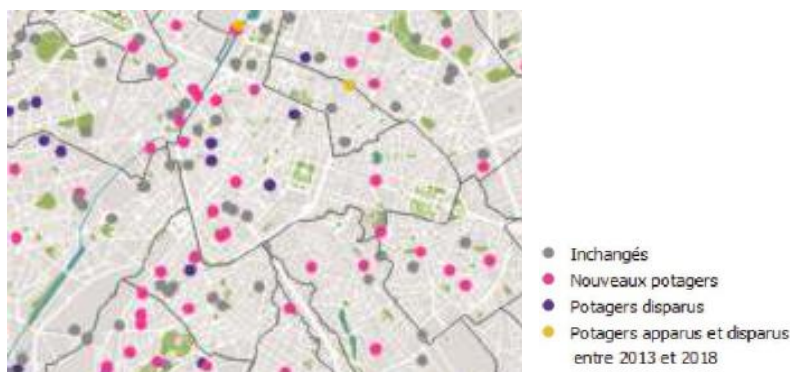 Inchangés
Nouveaux potagers
Potagers disparus
Potagers apparus et disparus
entre 2013 et 2018